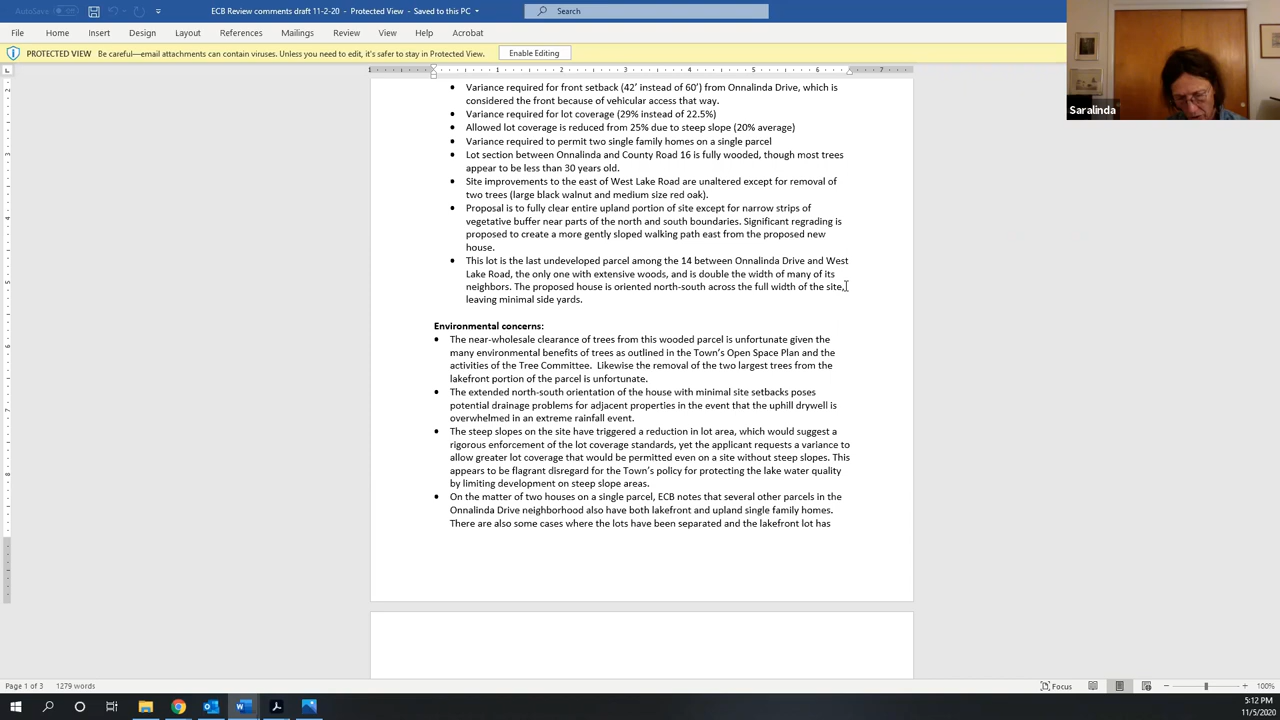 AutoSave Off
ECB Review comments draft 11-2-20 - Protected View - Saved to this PC
Search
File Home Insert Design Layout References Mailings Review View Help Acrobat
PROTECTED VIEW Be careful—email attachments can contain viruses. Unless you need to edit, it's safer to stay in Protected View. Enable Editing
1 1 2 3 4 5 6 7
Saralinda
• Variance required for front setback (42' instead of 60') from Onnalinda Drive, which is
considered the front because of vehicular access that way.
• Variance required for lot coverage (29% instead of 22.5%)
• Allowed lot coverage is reduced from 25% due to steep slope (20% average)
• Variance required to permit two single family homes on a single parcel
• Lot section between Onnalinda and County Road 16 is fully wooded, though most trees
appear to be less than 30 years old.
• Site improvements to the east of West Lake Road are unaltered except for removal of
two trees (large black walnut and medium size red oak).
• Proposal is to fully clear entire upland portion of site except for narrow strips of
vegetative buffer near parts of the north and south boundaries. Significant regrading is
proposed to create a more gently sloped walking path east from the proposed new
house.
• This lot is the last undeveloped parcel among the 14 between Onnalinda Drive and West
Lake Road, the only one with extensive woods, and is double the width of many of its
neighbors. The proposed house is oriented north-south across the full width of the site,
leaving minimal side yards.
Environmental concerns:
• The near-wholesale clearance of trees from this wooded parcel is unfortunate given the
many environmental benefits of trees as outlined in the Town's Open Space Plan and the
activities of the Tree Committee. Likewise the removal of the two largest trees from the
lakefront portion of the parcel is unfortunate.
• The extended north-south orientation of the house with minimal site setbacks poses
potential drainage problems for adjacent properties in the event that the uphill drywell is
overwhelmed in an extreme rainfall event.
• The steep slopes on the site have triggered a reduction in lot area, which would suggest a
rigorous enforcement of the lot coverage standards, yet the applicant requests a variance to
allow greater lot coverage that would be permitted even on a site without steep slopes. This
appears to be flagrant disregard for the Town's policy for protecting the lake water quality
by limiting development on steep slope areas.
• On the matter of two houses on a single parcel, ECB notes that several other parcels in the
Onnalinda Drive neighborhood also have both lakefront and upland single family homes.
There are also some cases where the lots have been separated and the lakefront lot has
Page 1 of 3 1279 words
Focus
100%
5:12 PM
11/5/2020